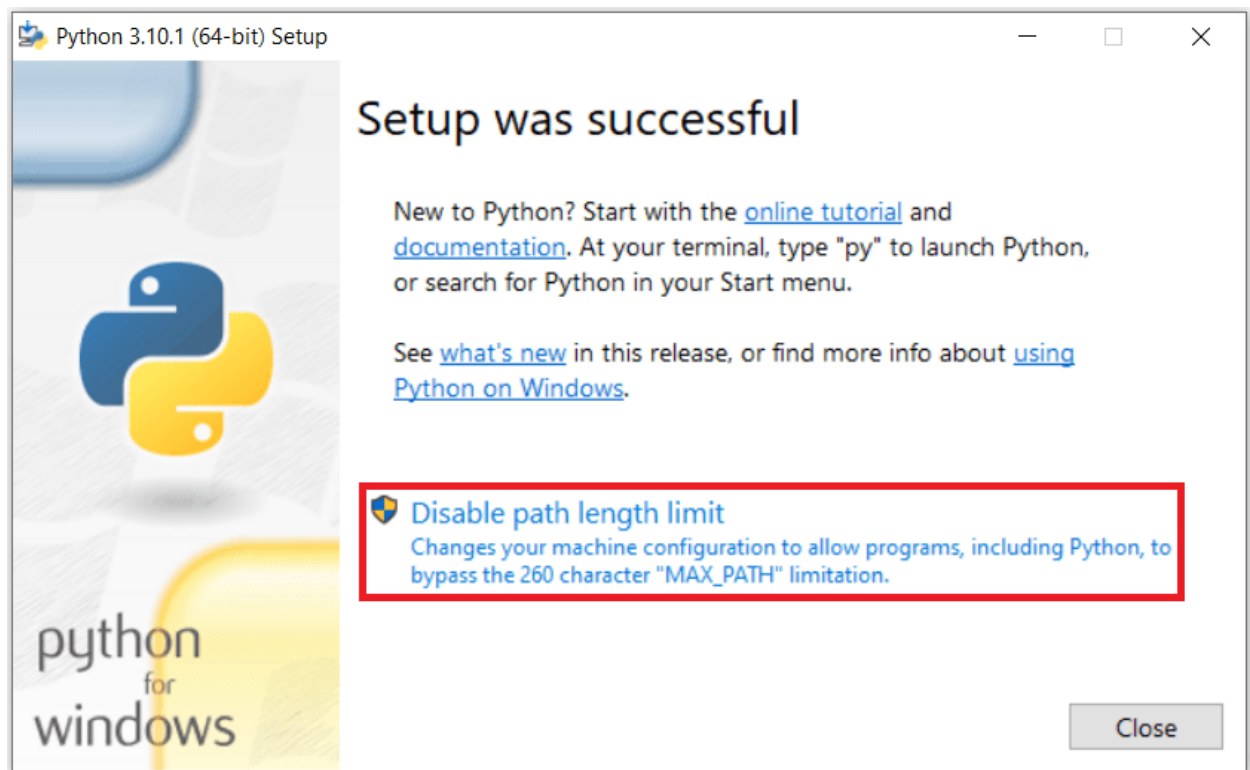 Python 3.10.1 (64-bit) Setup
Setup was successful
New to Python? Start with the online tutorial and
documentation. At your terminal, type "py" to launch Python,
or search for Python in your Start menu.
See what's new in this release, or find more info about using
Python on Windows.
Disable path length limit
Changes your machine configuration to allow programs, including Python, to
bypass the 260 character "MAX_PATH" limitation.
python
for
windows
Close